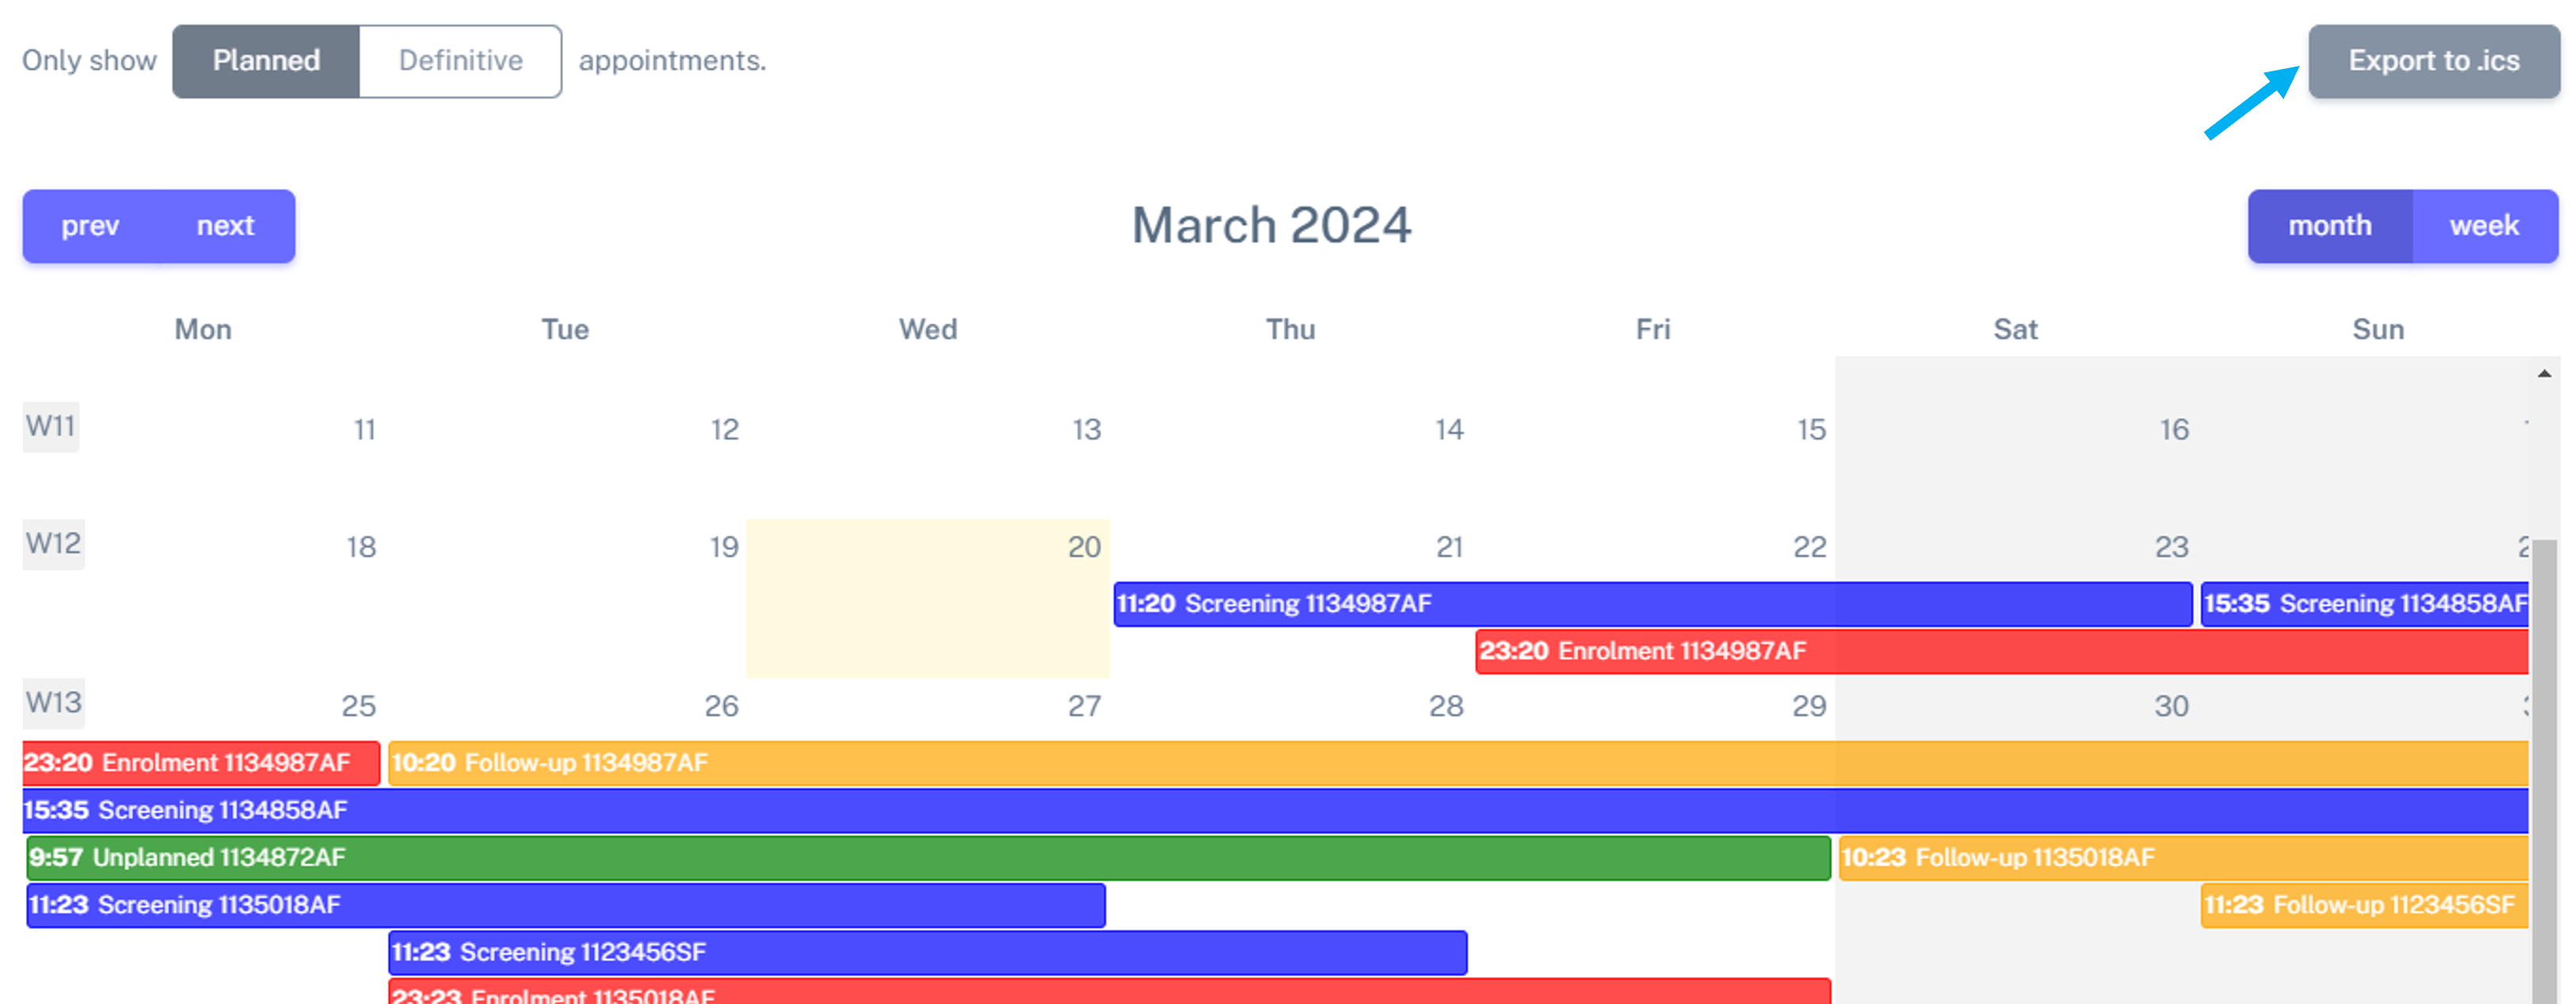 Only show Planned Definitive appointments. Export to .ics
prev next March 2024 month week
Mon Tue Wed Thu Fri Sat Sun
W11 11 12 13 14 15 16
W12 18 19 20 21 22 23
11:20 Screening 1134987AF 15:35 Screening 1134858AF
23:20 Enrolment 1134987AF
W13 25 26 27 28 29 30
23:20 Enrolment 1134987AF 10:20 Follow-up 1134987AF
15:35 Screening 1134858AF
9:57 Unplanned 1134872AF 10:23 Follow-up 1135018AF
11:23 Screening 1135018AF 11:23 Follow-up 1123456SF
11:23 Screening 1123456SF
23:23 Enrolment 1135018AF